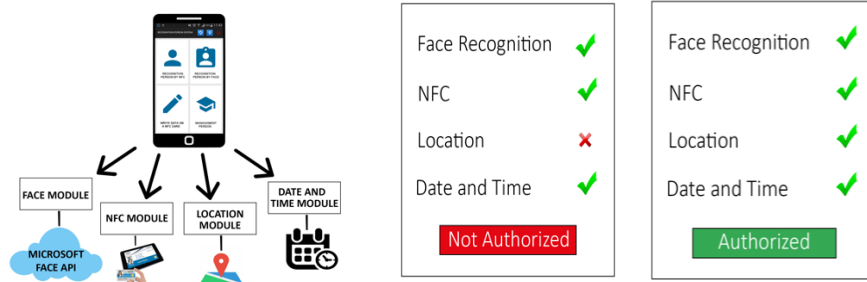 RECOGNITION PERSON BY NFC
RECOGNITION PERSON BY FACE
WRITE DATA ON A NFC CARD
MANAGEMENT PERSON
FACE MODULE
NFC MODULE
LOCATION MODULE
DATE AND TIME MODULE
MICROSOFT FACE API
Face Recognition
NFC
Location
Date and Time
Not Authorized
Face Recognition
NFC
Location
Date and Time
Authorized